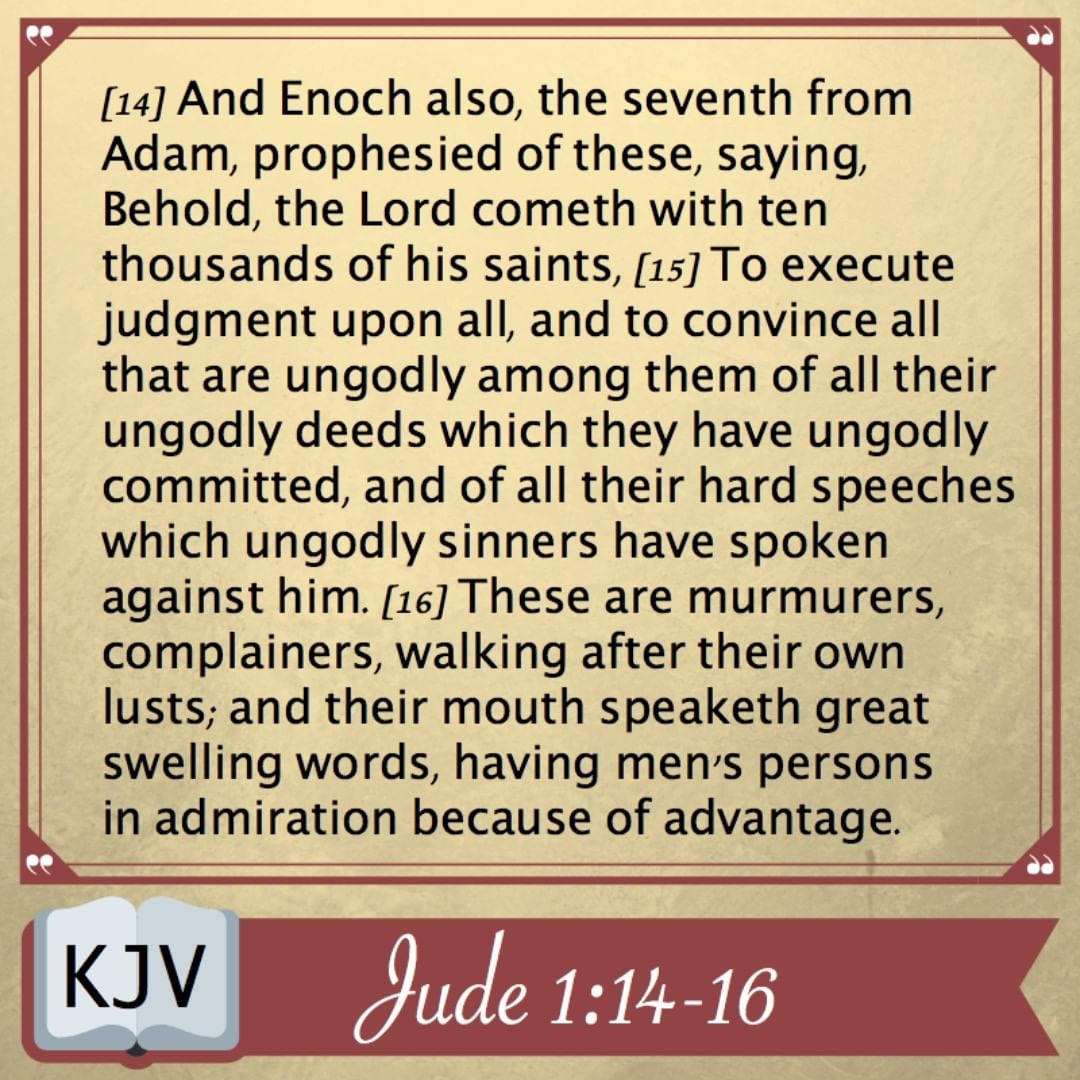 [14] And Enoch also, the seventh from
Adam, prophesied of these, saying,
Behold, the Lord cometh with ten
thousands of his saints, [15] To execute
judgment upon all, and to convince all
that are ungodly among them of all their
ungodly deeds which they have ungodly
committed, and of all their hard speeches
which ungodly sinners have spoken
against him. [16] These are murmurers,
complainers, walking after their own
lusts; and their mouth speaketh great
swelling words, having men's persons
in admiration because of advantage.
KJV
Jude 1:14-16